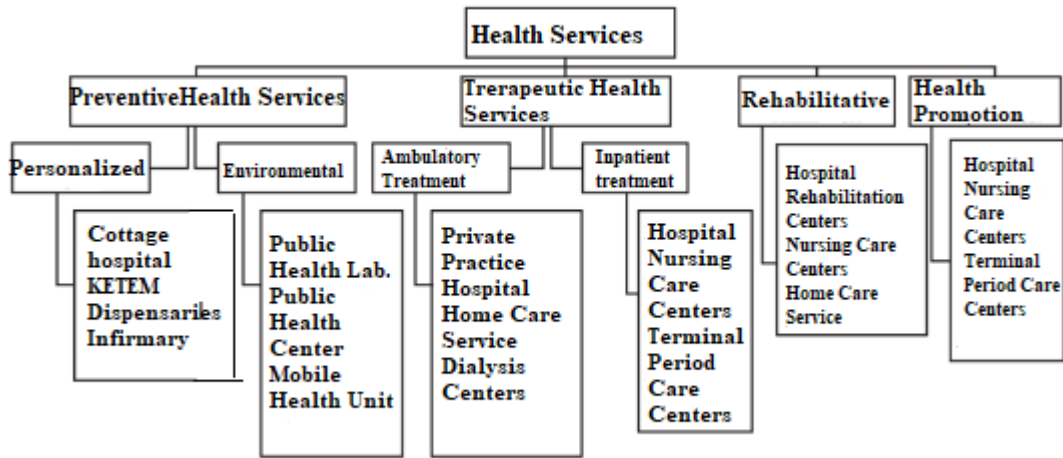 Health Services
PreventiveHealth Services
Trerapeutic Health
Services
Rehabilitative
Health
Promotion
Personalized
Environmental
Ambulatory
Treatment
Inpatient
treatment
Cottage
hospital
KETEM
Dispensaries
Infirmary
Public
Health Lab.
Public
Health
Center
Mobile
Health Unit
Private
Practice
Hospital
Home Care
Service
Dialysis
Centers
Hospital
Nursing
Care
Centers
Terminal
Period
Care
Centers
Hospital
Rehabilitation
Centers
Nursing Care
Centers
Home Care
Service
Hospital
Nursing
Care
Centers
Terminal
Period Care
Centers